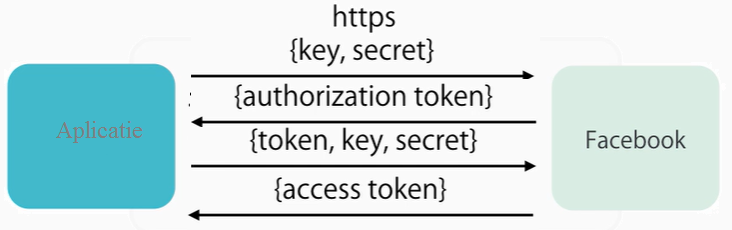 https
{key, secret}
{authorization token}
Aplicatie
{token, key, secret}
Facebook
{access token}